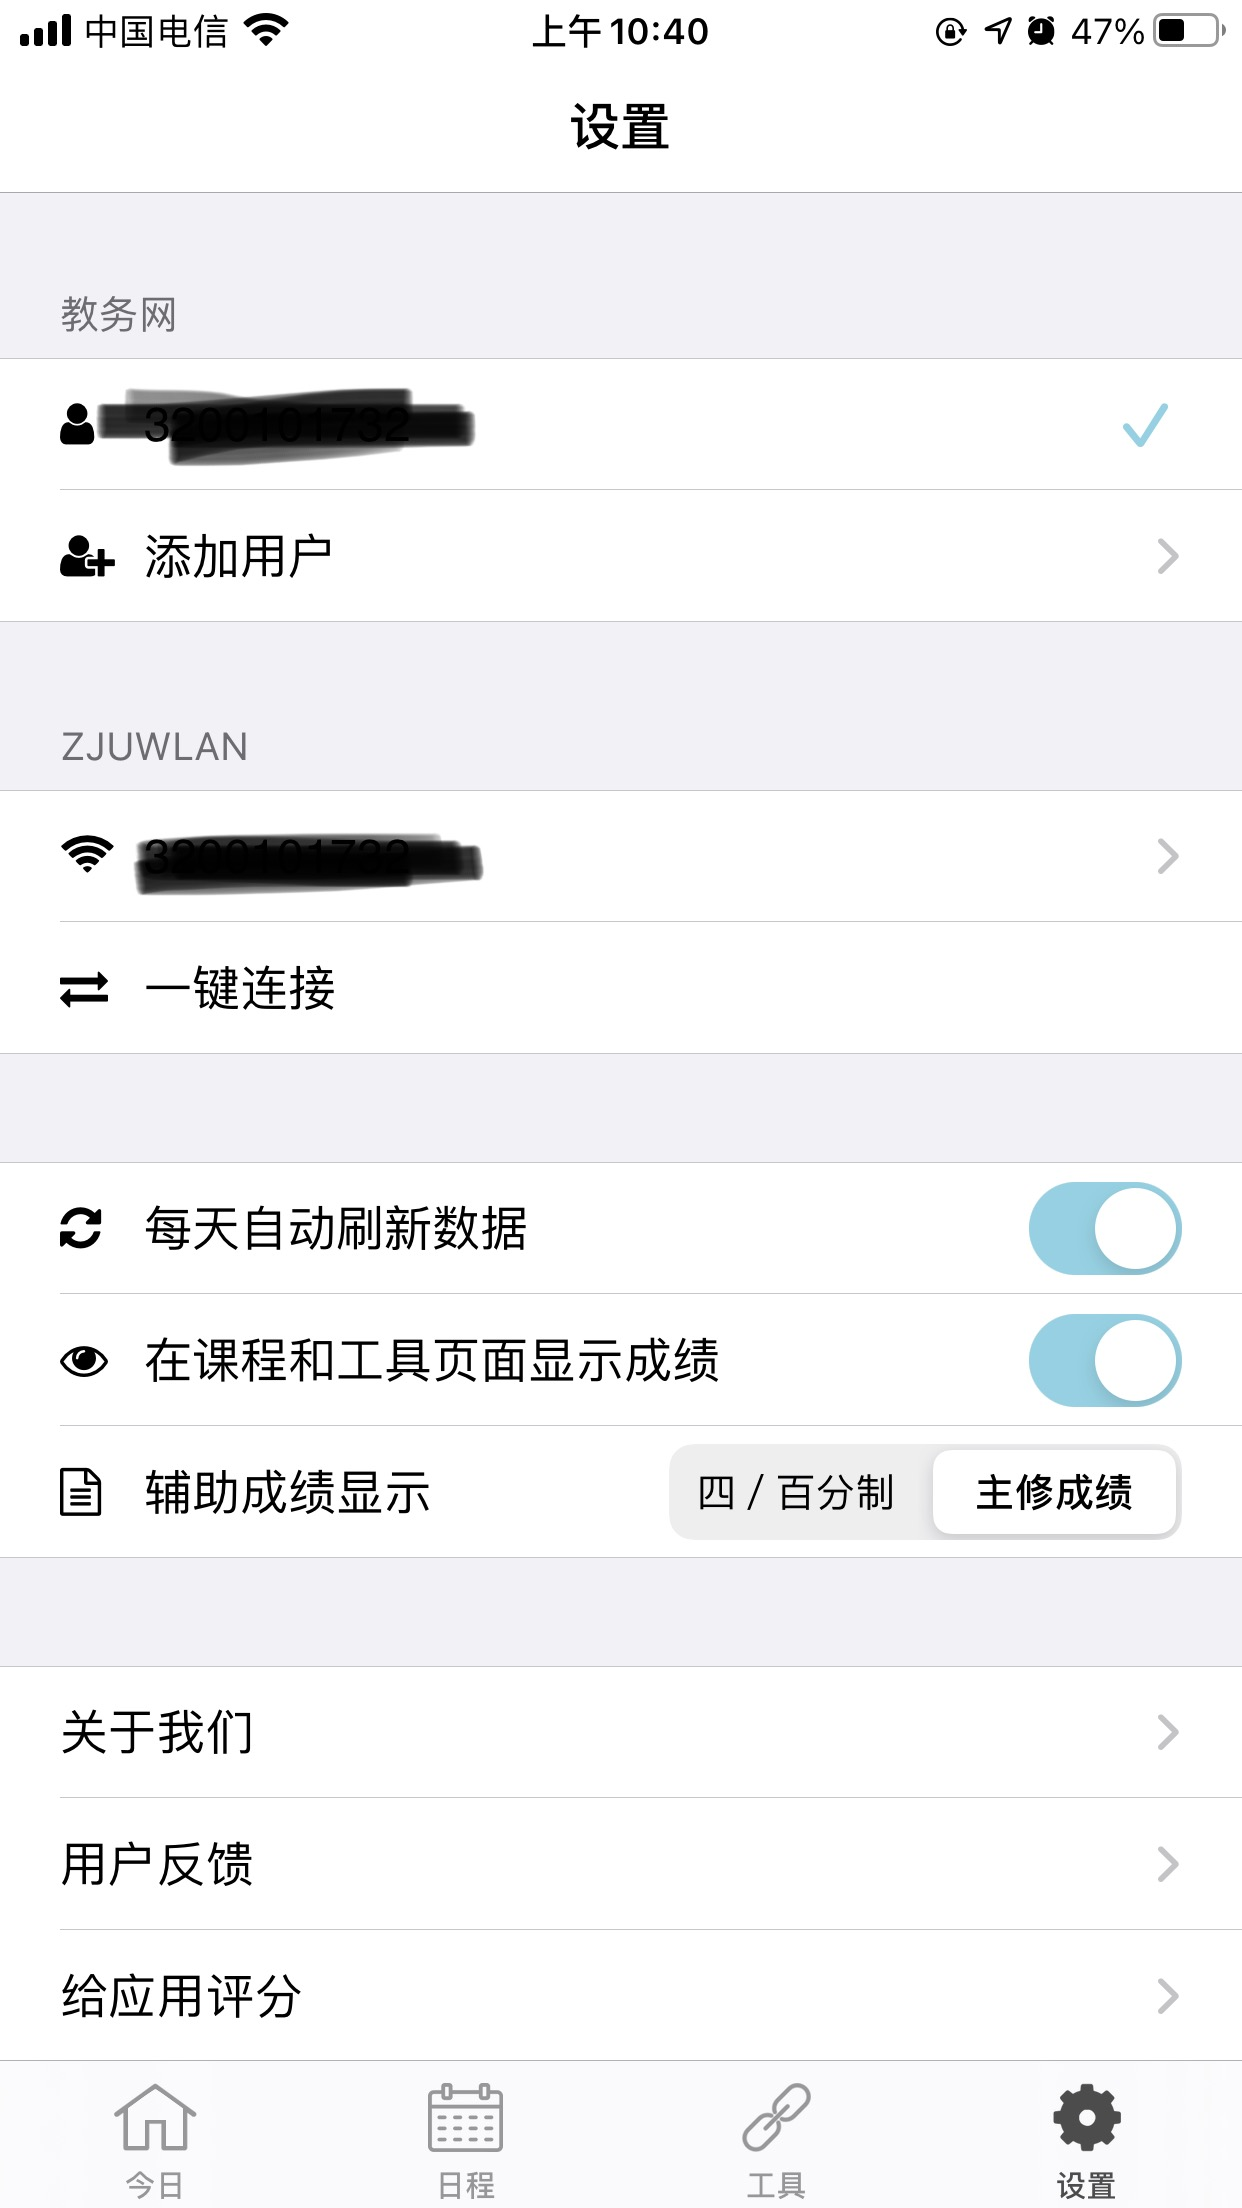 中国电信
上午10:40
47%
设置
教务网
添加用户
ZJUWLAN
一键连接
每天自动刷新数据
在课程和工具页面显示成绩
辅助成绩显示
四 / 百分制
主修成绩
关于我们
用户反馈
给应用评分
今日
日程
工具
设置